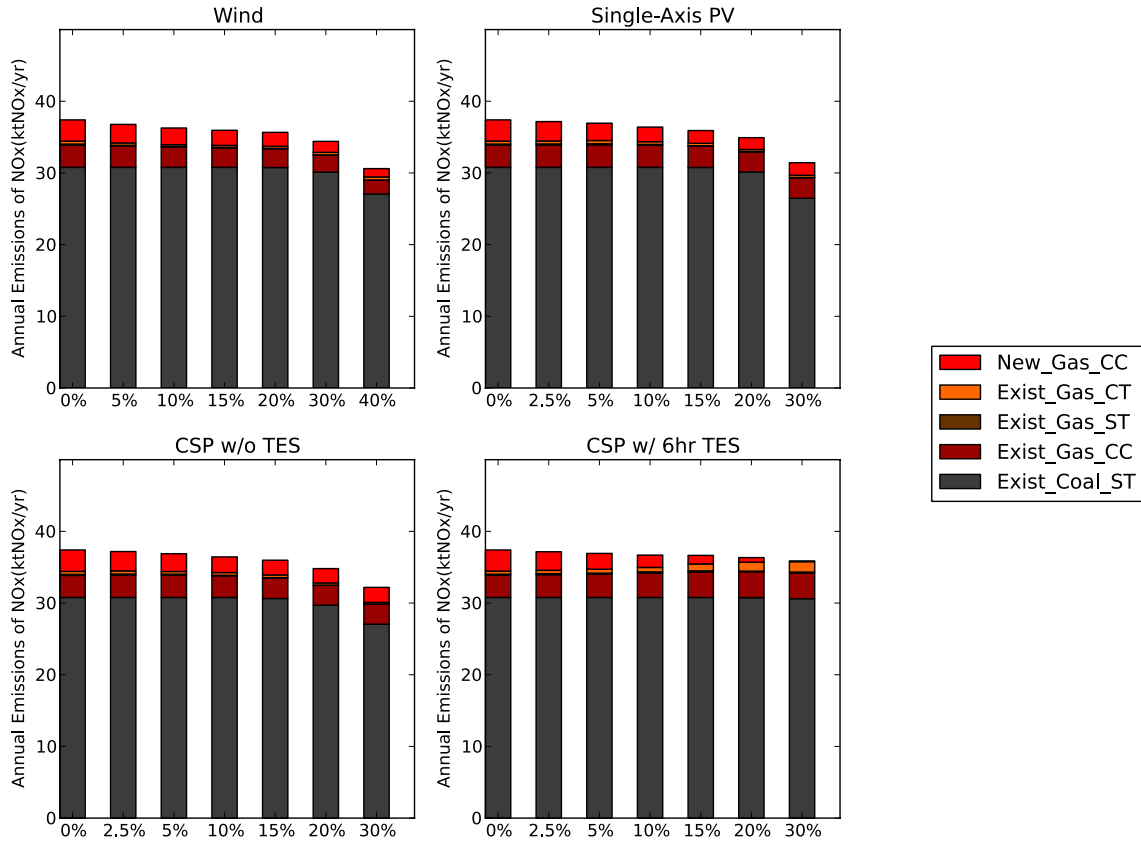 Wind
Annual Emissions of NOx(ktNOx/yr)
40
30
20
10
0
0% 5% 10% 15% 20% 30% 40%
Single-Axis PV
Annual Emissions of NOx(ktNOx/yr)
40
30
20
10
0
0% 2.5% 5% 10% 15% 20% 30%
CSP w/o TES
Annual Emissions of NOx(ktNOx/yr)
40
30
20
10
0
0% 2.5% 5% 10% 15% 20% 30%
CSP w/ 6hr TES
Annual Emissions of NOx(ktNOx/yr)
40
30
20
10
0
0% 2.5% 5% 10% 15% 20% 30%
New_Gas_CC
Exist_Gas_CT
Exist_Gas_ST
Exist_Gas_CC
Exist_Coal_ST